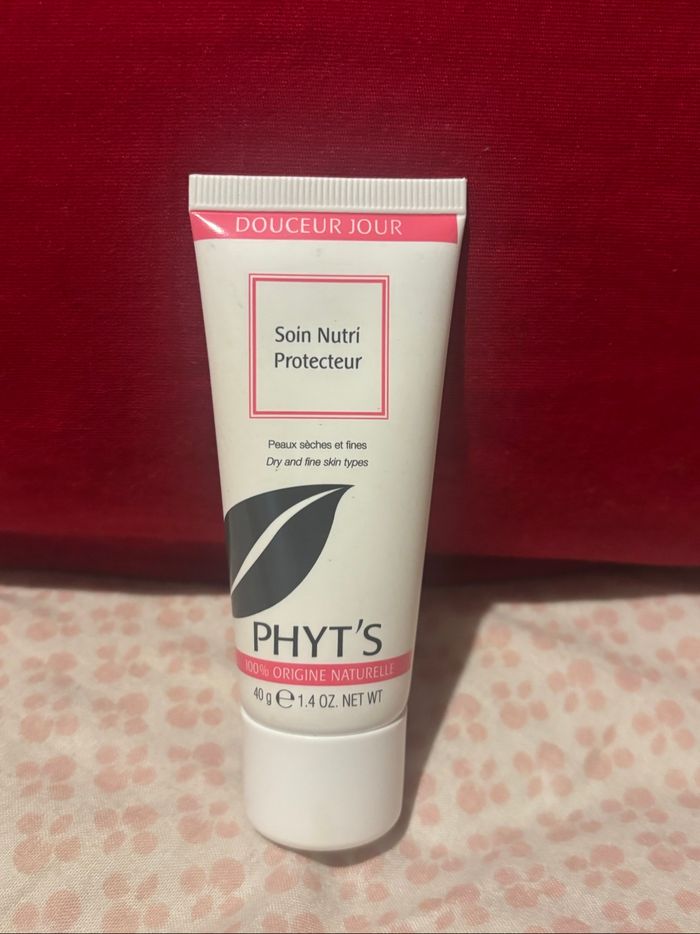 DOUCEUR JOUR
Soin Nutri
Protecteur
Peaux sèches et fines
Dry and fine skin types
PHYT'S
100% ORIGINE NATURELLE
40 g ℮ 1.4 OZ. NET WT